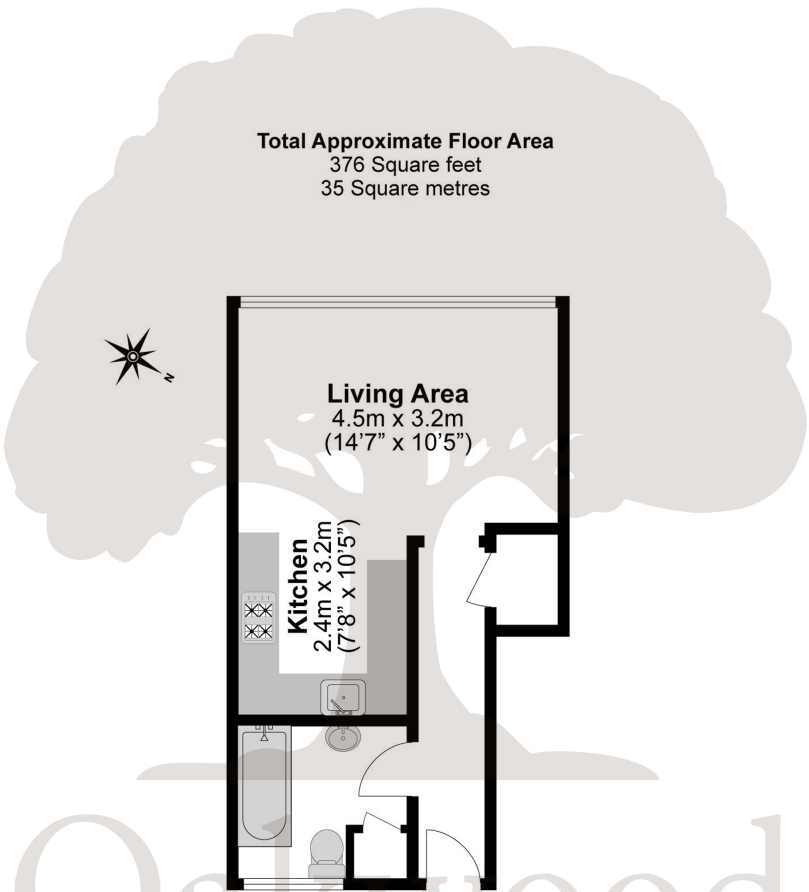 Total Approximate Floor Area
376 Square feet
35 Square metres
N
Living Area
4.5m x 3.2m
(14’7” x 10’5”)
Kitchen
2.4m x 3.2m
(7’8” x 10’5”)
Oakwood